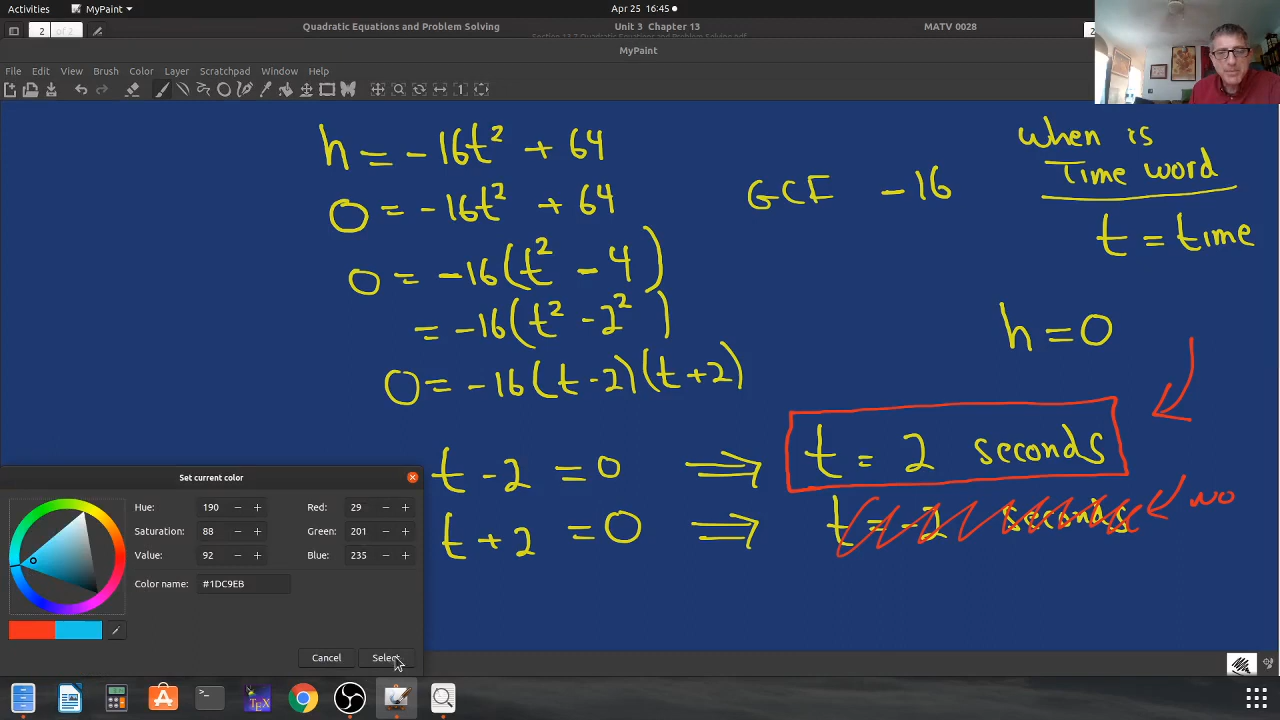 Activities MyPaint Apr 25 16:45
2 of 2 Quadratic Equations and Problem Solving Unit 3 Chapter 13 MATV 0028
MyPaint
File Edit View Brush Color Layer Scratchpad Window Help
h = -16t² + 64
0 = -16t² + 64
0 = -16(t² - 4)
= -16(t² - 2²)
0 = -16(t - 2)(t + 2)
GCF -16
when is
Time word
t = time
h = 0
t - 2 = 0 ⟹ t = 2 seconds
t + 2 = 0 ⟹ t = -2 seconds NO
Set current color
Hue: 190 - + Red: 29 - +
Saturation: 88 - + Green: 201 - +
Value: 92 - + Blue: 235 - +
Color name: #1DC9EB
Cancel Select